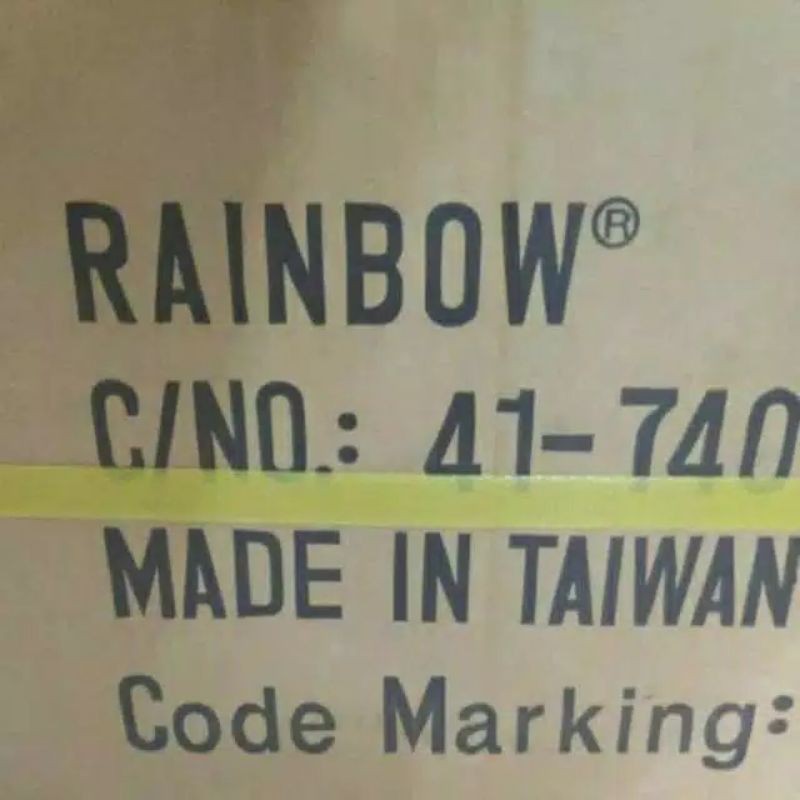 RAINBOW®
C/NO.: 41-740
MADE IN TAIWAN
Code Marking: